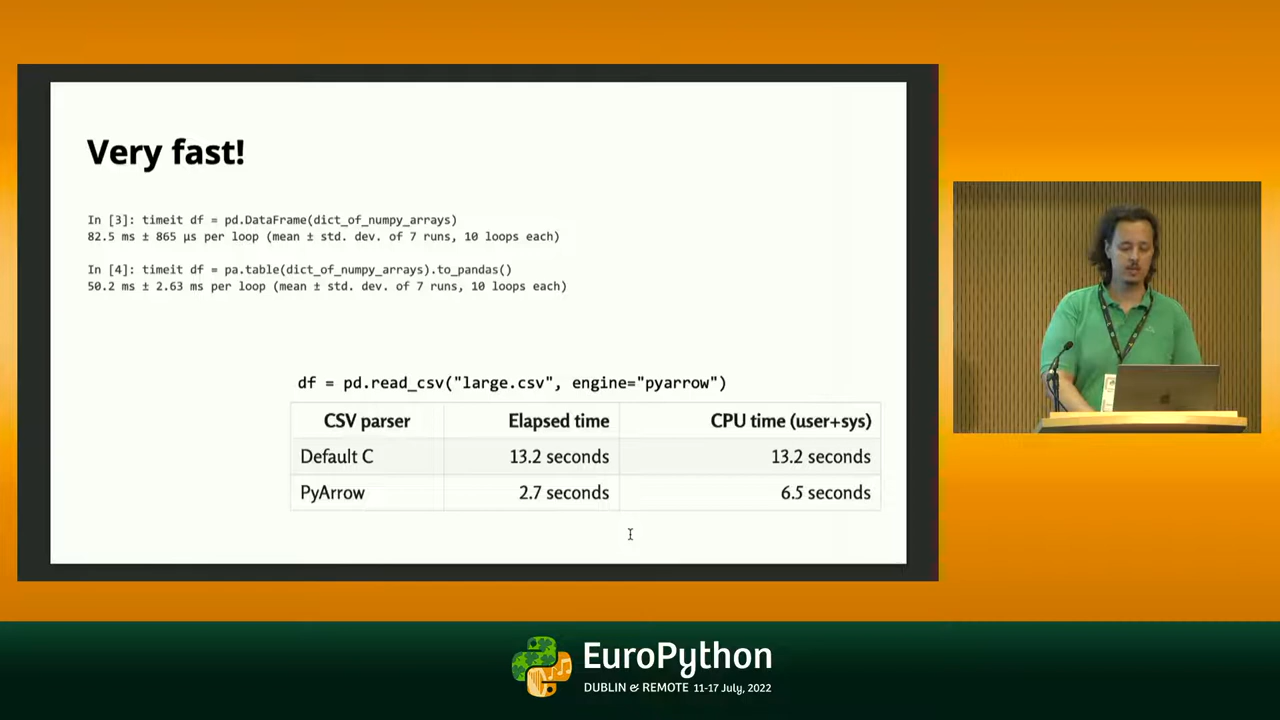 Very fast!
In [3]: timeit df = pd.DataFrame(dict_of_numpy_arrays)
82.5 ms ± 865 µs per loop (mean ± std. dev. of 7 runs, 10 loops each)
In [4]: timeit df = pa.table(dict_of_numpy_arrays).to_pandas()
50.2 ms ± 2.63 ms per loop (mean ± std. dev. of 7 runs, 10 loops each)
df = pd.read_csv("large.csv", engine="pyarrow")
CSV parser Elapsed time CPU time (user+sys)
Default C 13.2 seconds 13.2 seconds
PyArrow 2.7 seconds 6.5 seconds
EuroPython
DUBLIN & REMOTE 11-17 July, 2022